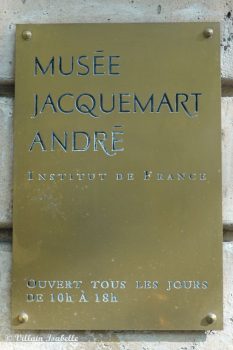 MUSÉE
JACQUEMART
ANDRÉ
INSTITUT DE FRANCE
OUVERT TOUS LES JOURS
DE 10h À 18h
© Villain Isabelle